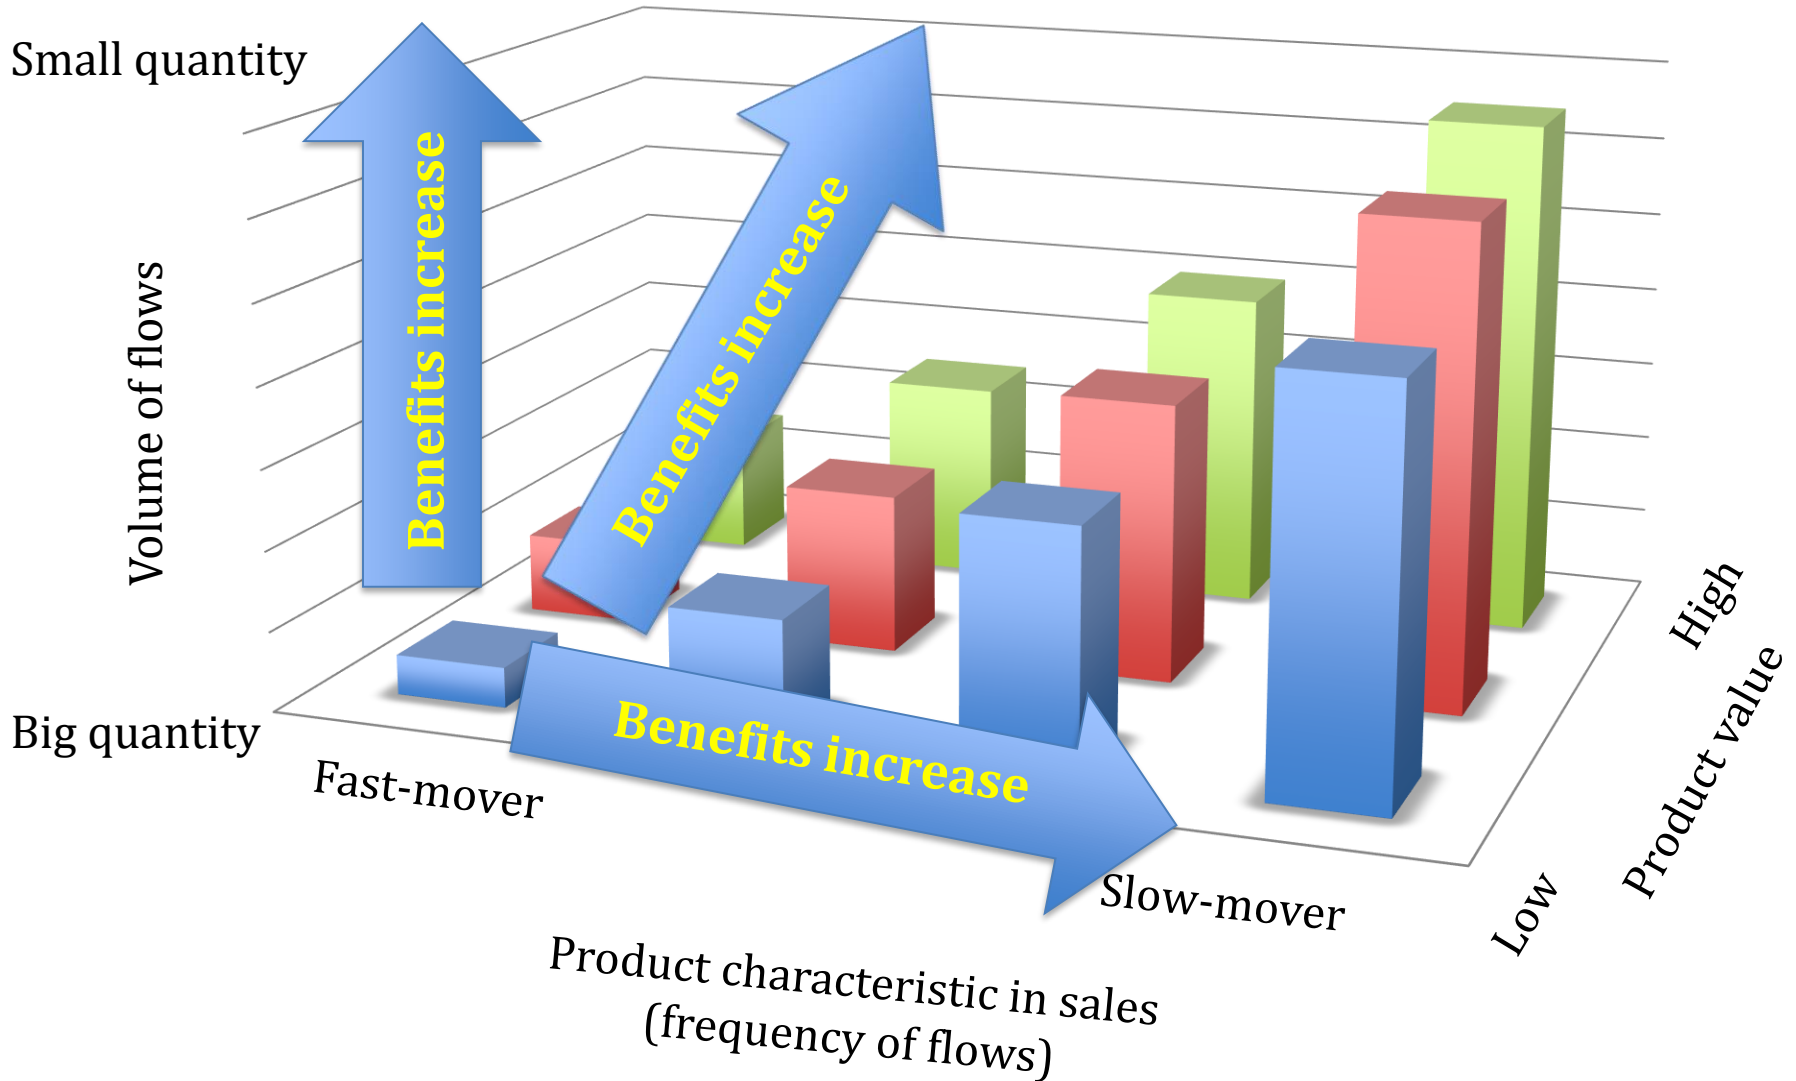 Small quantity
Volume of flows
Big quantity
Benefits increase
Benefits increase
Benefits increase
Fast-mover
Slow-mover
Product characteristic in sales
(frequency of flows)
High
Low
Product value